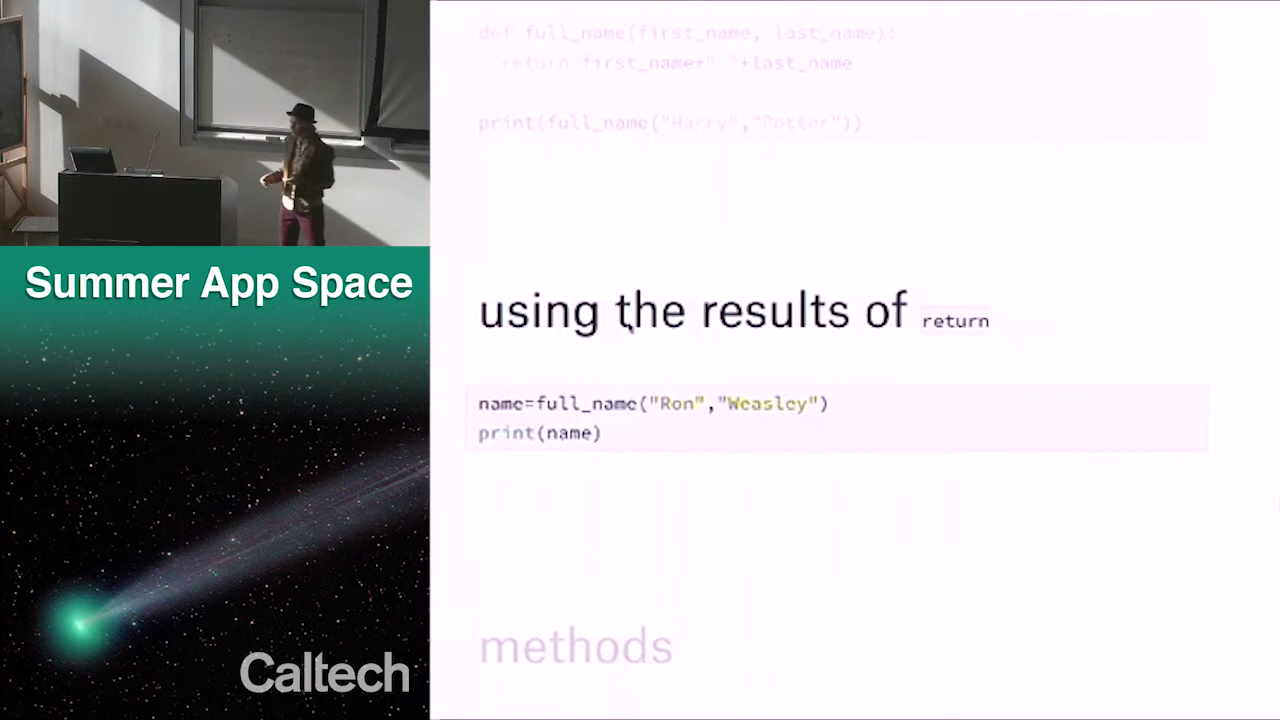 def full_name(first_name, last_name):
return first_name+" "+last_name
print(full_name("Harry","Potter"))
Summer App Space
using the results of return
name=full_name("Ron","Weasley")
print(name)
methods
Caltech